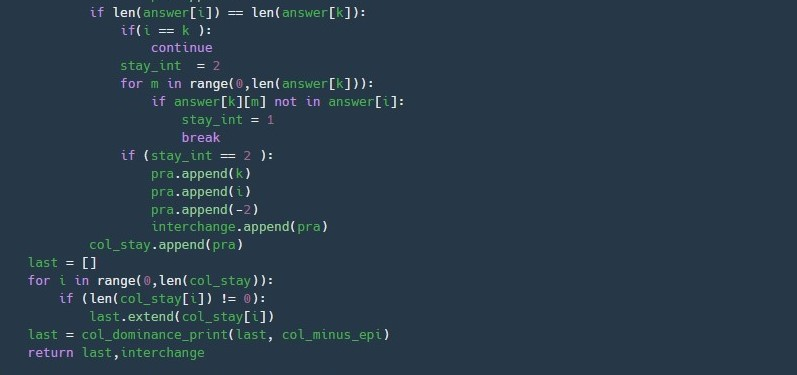 if len(answer[i]) == len(answer[k]):
if(i == k ):
continue
stay_int  = 2
for m in range(0,len(answer[k])):
if answer[k][m] not in answer[i]:
stay_int = 1
break
if (stay_int == 2 ):
pra.append(k)
pra.append(i)
pra.append(-2)
interchange.append(pra)
col_stay.append(pra)
last = []
for i in range(0,len(col_stay)):
if (len(col_stay[i]) != 0):
last.extend(col_stay[i])
last = col_dominance_print(last, col_minus_epi)
return last,interchange